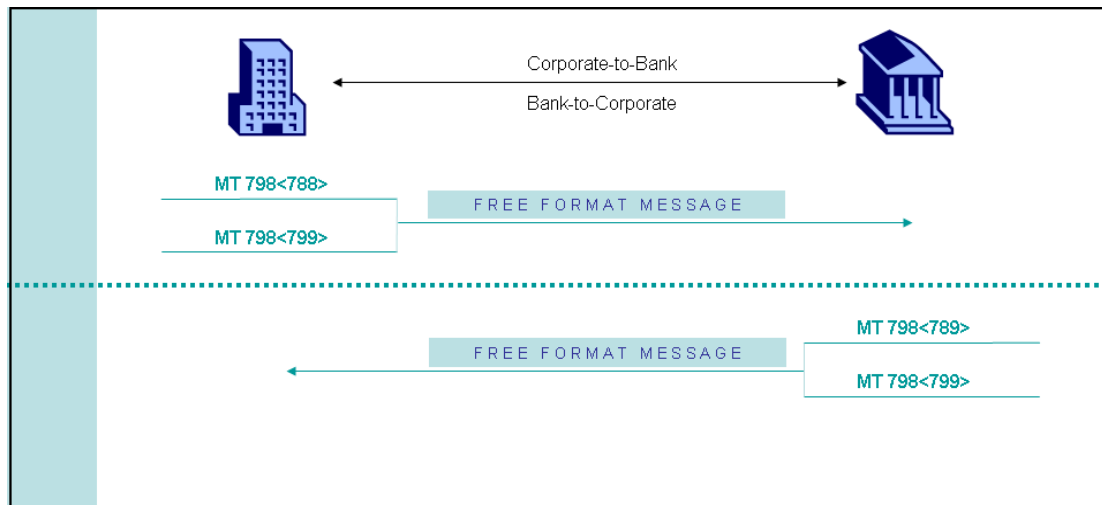 Corporate-to-Bank
Bank-to-Corporate
MT 798<788>
FREE FORMAT MESSAGE
MT 798<799>
MT 798<789>
FREE FORMAT MESSAGE
MT 798<799>